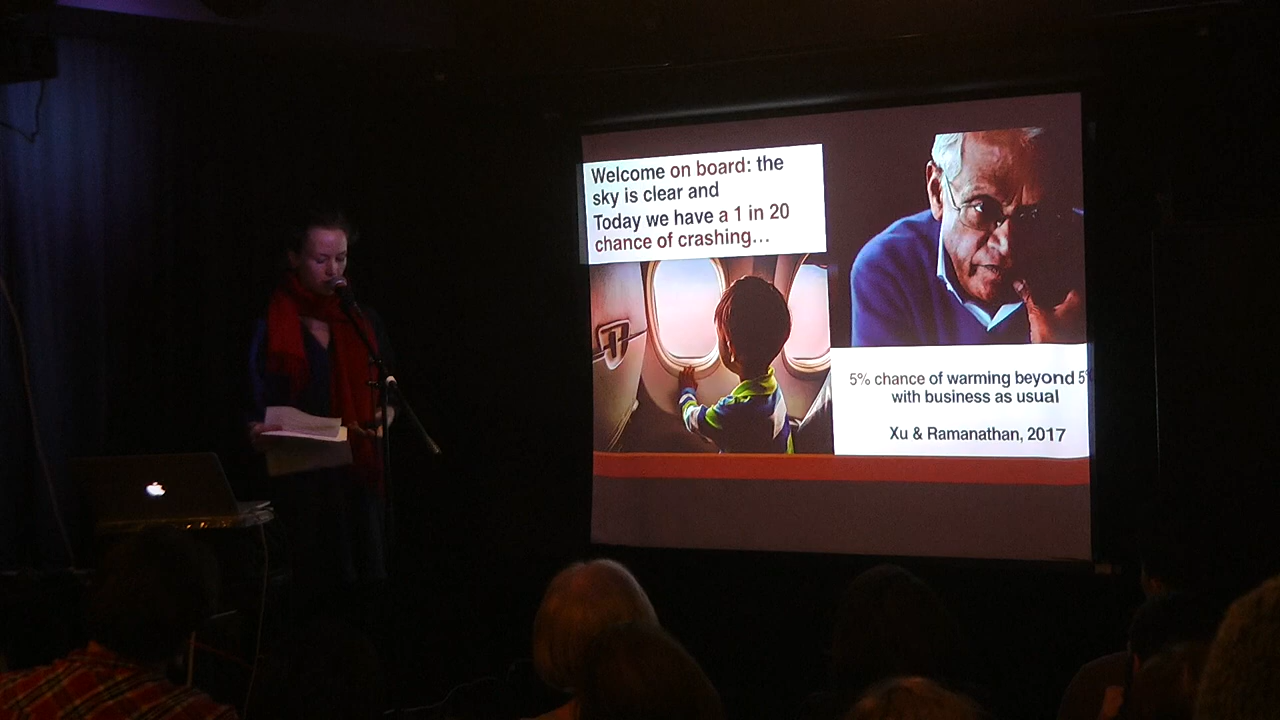 Welcome on board: the
sky is clear and
Today we have a 1 in 20
chance of crashing…
5% chance of warming beyond 5°
with business as usual
Xu & Ramanathan, 2017